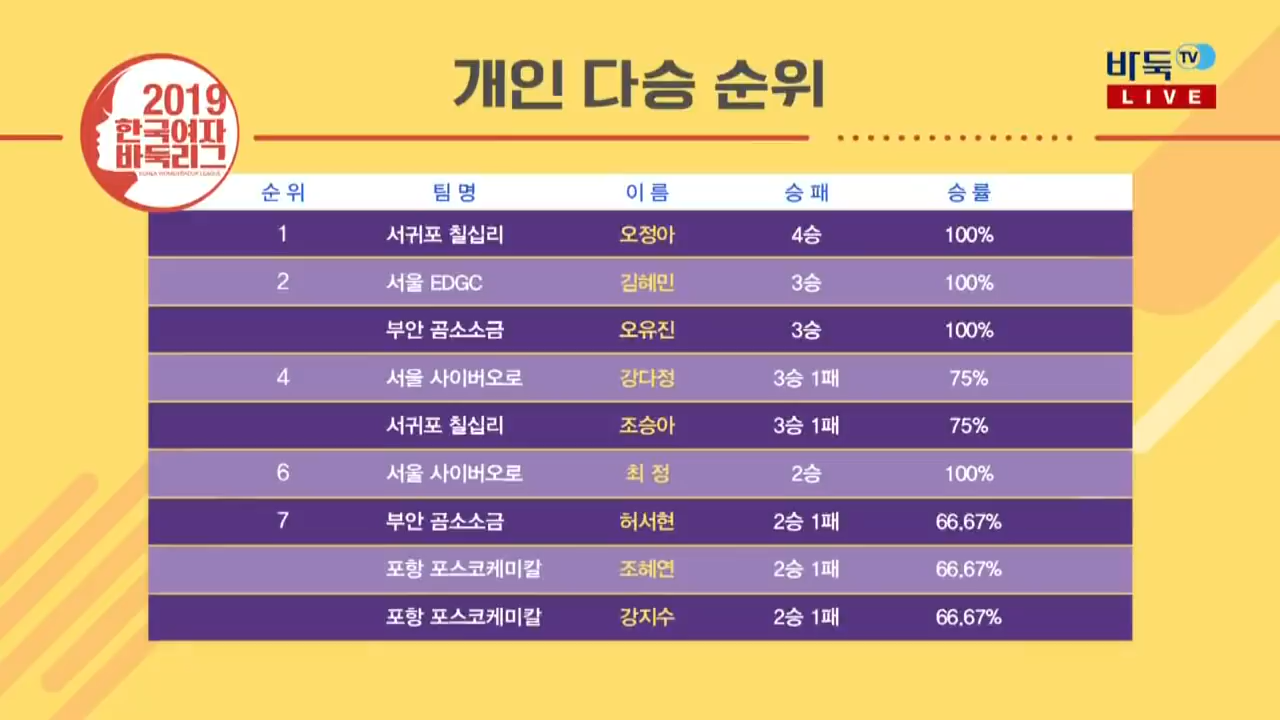 개인 다승 순위
바둑 TV
LIVE
2019
한국여자
바둑리그
순 위 팀 명 이 름 승 패 승 률
1 서귀포 칠십리 오정아 4승 100%
2 서울 EDGC 김혜민 3승 100%
부안 곰소소금 오유진 3승 100%
4 서울 사이버오로 강다정 3승 1패 75%
서귀포 칠십리 조승아 3승 1패 75%
6 서울 사이버오로 최 정 2승 100%
7 부안 곰소소금 허서현 2승 1패 66.67%
포항 포스코케미칼 조혜연 2승 1패 66.67%
포항 포스코케미칼 강지수 2승 1패 66.67%